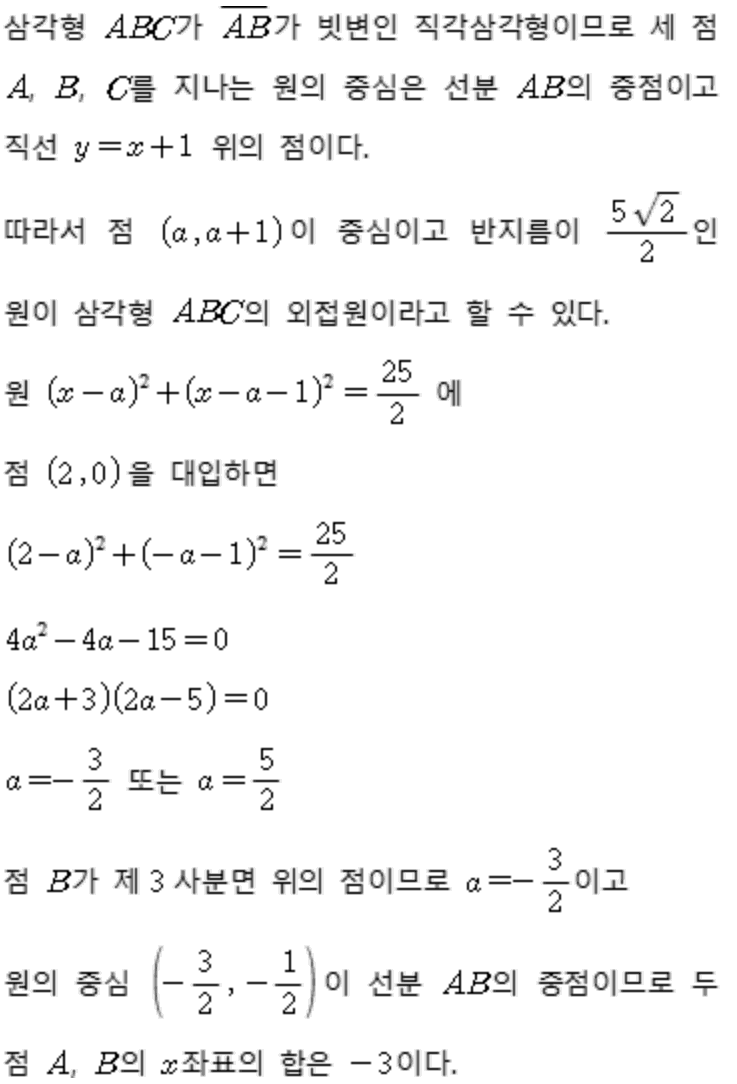 삼각형 ABC가 \overline{AB}가 빗변인 직각삼각형이므로 세 점
A, B, C를 지나는 원의 중심은 선분 AB의 중점이고
직선 y=x+1 위의 점이다.
따라서 점 (a, a+1)이 중심이고 반지름이 \frac{5\sqrt{2}}{2}인
원이 삼각형 ABC의 외접원이라고 할 수 있다.
원 (x-a)^2+(x-a-1)^2=\frac{25}{2} 에
점 (2,0)을 대입하면
(2-a)^2+(-a-1)^2=\frac{25}{2}
4a^2-4a-15=0
(2a+3)(2a-5)=0
a=-\frac{3}{2} 또는 a=\frac{5}{2}
점 B가 제3사분면 위의 점이므로 a=-\frac{3}{2}이고
원의 중심 \left(-\frac{3}{2}, -\frac{1}{2}\right)이 선분 AB의 중점이므로 두
점 A, B의 x좌표의 합은 -3이다.